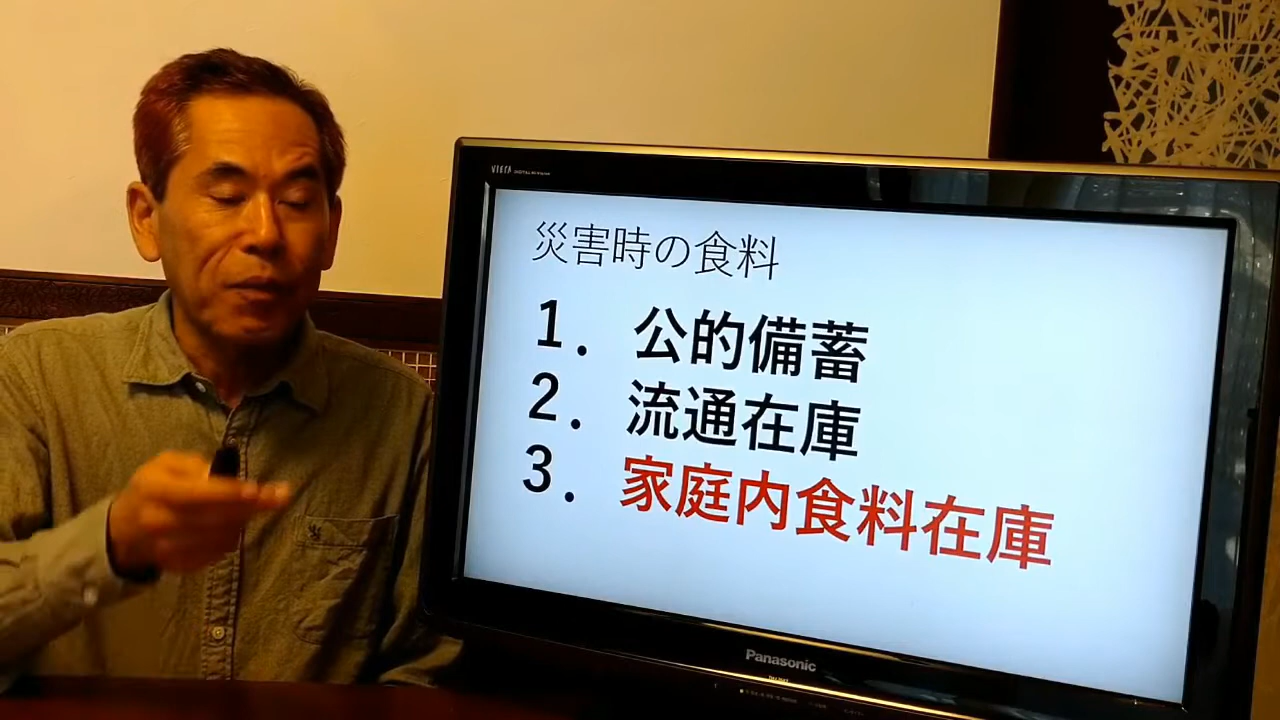 VIERA
災害時の食料
1. 公的備蓄
2. 流通在庫
3. 家庭内食料在庫
Panasonic